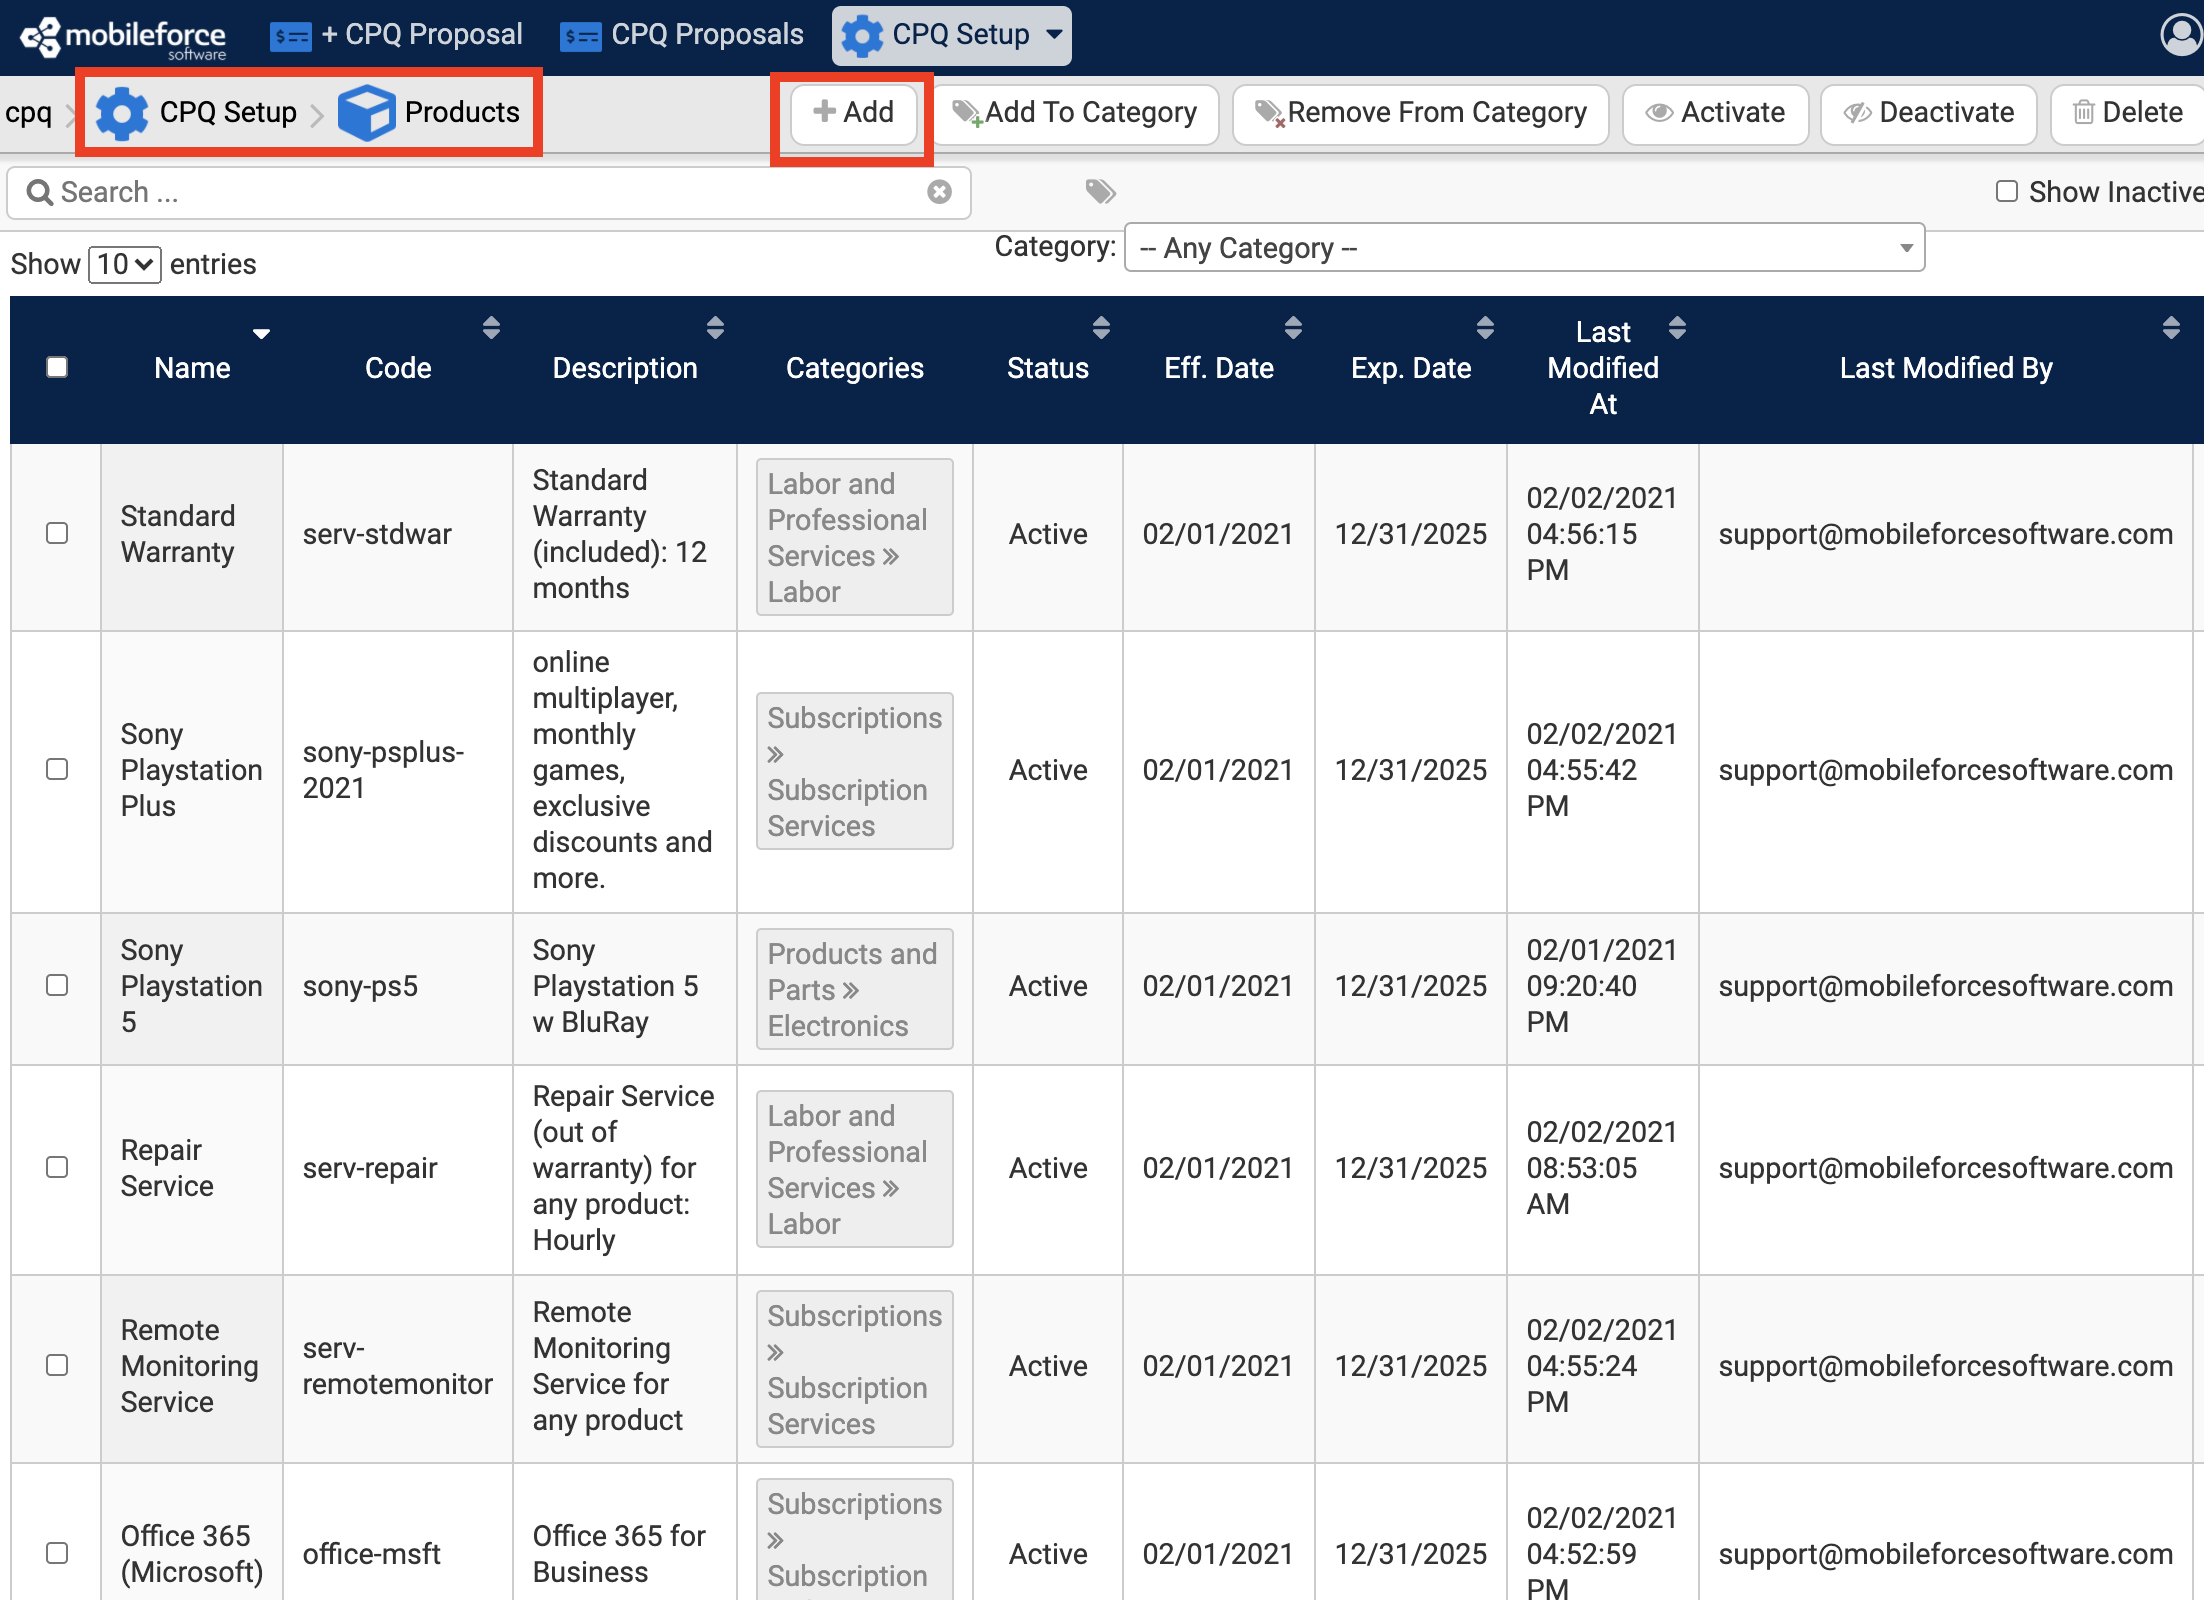 mobileforce
software
+ CPQ Proposal
CPQ Proposals
CPQ Setup
cpq
CPQ Setup
Products
Add
Add To Category
Remove From Category
Activate
Deactivate
Delete
Search ...
Show Inactive
Category: -- Any Category --
Show 10 entries
Name
Code
Description
Categories
Status
Eff. Date
Exp. Date
Last
Modified
At
Last Modified By
Standard
Warranty
serv-stdwar
Standard
Warranty
(included): 12
months
Labor and
Professional
Services »
Labor
Active
02/01/2021
12/31/2025
02/02/2021
04:56:15
PM
support@mobileforcesoftware.com
Sony
Playstation
Plus
sony-psplus-
2021
online
multiplayer,
monthly
games,
exclusive
discounts and
more.
Subscriptions
»
Subscription
Services
Active
02/01/2021
12/31/2025
02/02/2021
04:55:42
PM
support@mobileforcesoftware.com
Sony
Playstation
5
sony-ps5
Sony
Playstation 5
w BluRay
Products and
Parts »
Electronics
Active
02/01/2021
12/31/2025
02/01/2021
09:20:40
PM
support@mobileforcesoftware.com
Repair
Service
serv-repair
Repair Service
(out of
warranty) for
any product:
Hourly
Labor and
Professional
Services »
Labor
Active
02/01/2021
12/31/2025
02/02/2021
08:53:05
AM
support@mobileforcesoftware.com
Remote
Monitoring
Service
serv-
remotemonitor
Remote
Monitoring
Service for
any product
Subscriptions
»
Subscription
Services
Active
02/01/2021
12/31/2025
02/02/2021
04:55:24
PM
support@mobileforcesoftware.com
Office 365
(Microsoft)
office-msft
Office 365 for
Business
Subscriptions
»
Subscription
Active
02/01/2021
12/31/2025
02/02/2021
04:52:59
PM
support@mobileforcesoftware.com